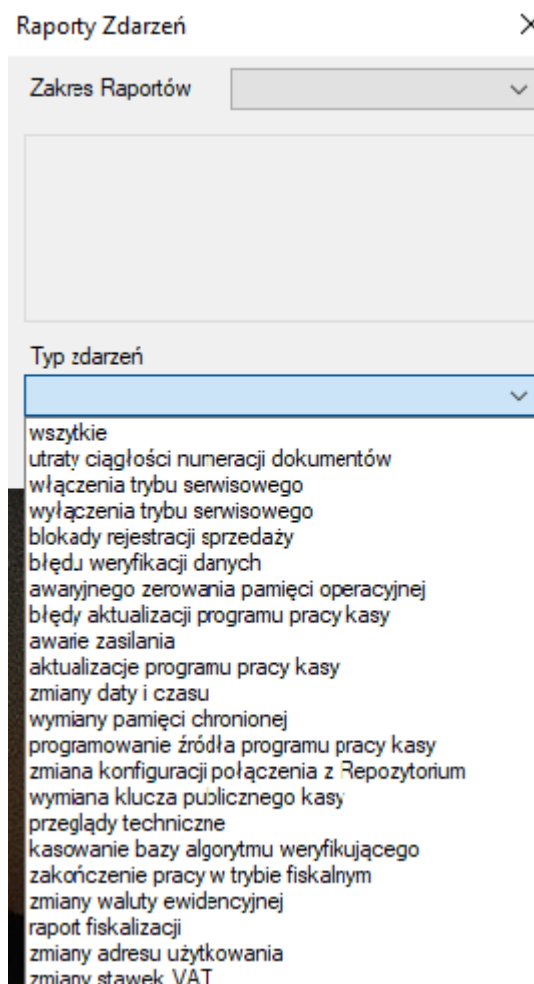 Raporty Zdarzeń
Zakres Raportów
Typ zdarzeń
wszytkie
utraty ciągłości numeracji dokumentów
włączenia trybu serwisowego
wyłączenia trybu serwisowego
blokady rejestracji sprzedaży
błędu weryfikacji danych
awaryjnego zerowania pamięci operacyjnej
błędy aktualizacji programu pracy kasy
awarie zasilania
aktualizacje programu pracy kasy
zmiany daty i czasu
wymiany pamięci chronionej
programowanie źródła programu pracy kasy
zmiana konfiguracji połączenia z Repozytorium
wymiana klucza publicznego kasy
przeglądy techniczne
kasowanie bazy algorytmu weryfikującego
zakończenie pracy w trybie fiskalnym
zmiany waluty ewidencyjnej
raport fiskalizacji
zmiany adresu użytkowania
zmiany stawek VAT